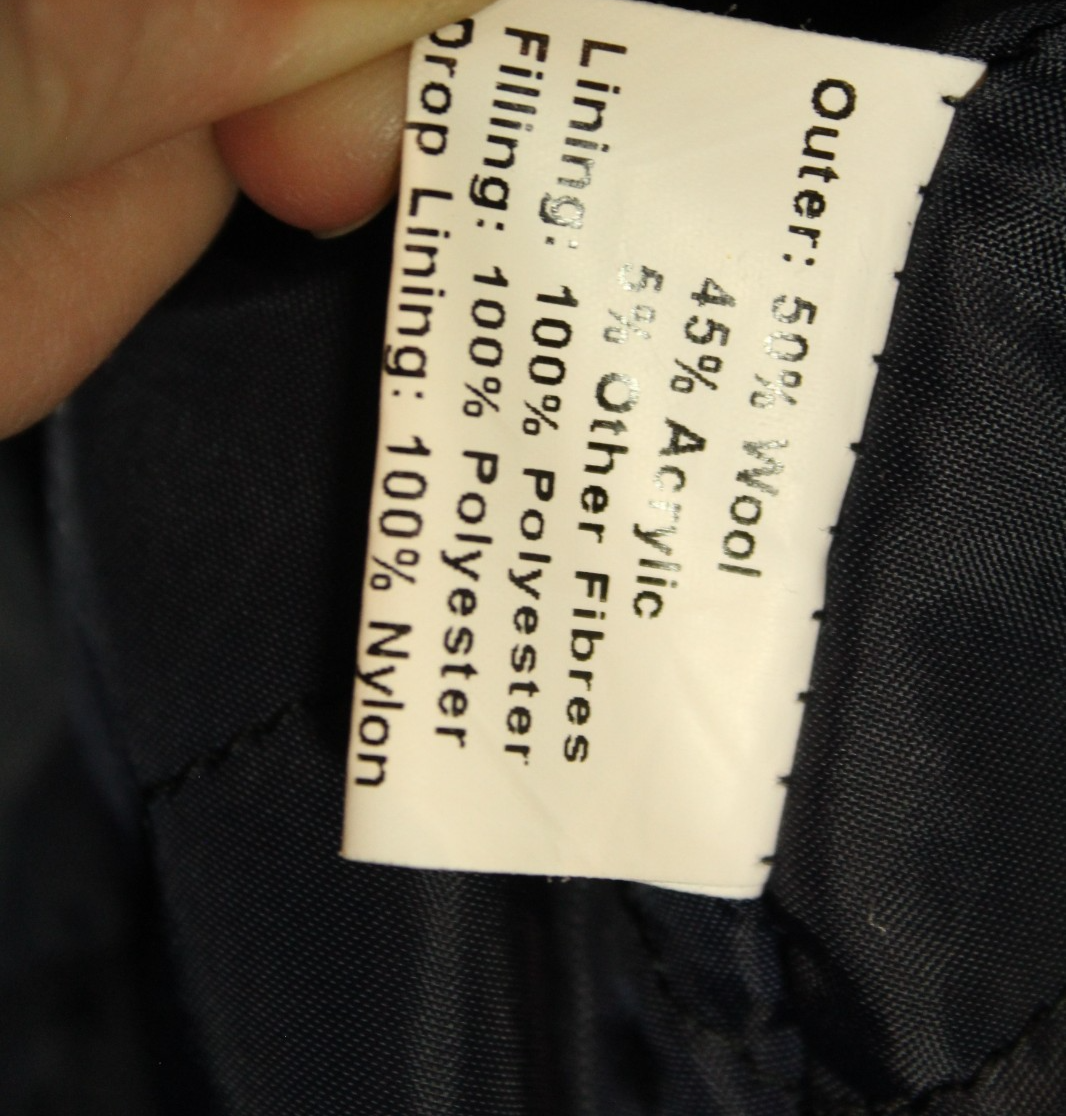 Outer: 50% Wool
45% Acrylic
5% Other Fibres
Lining: 100% Polyester
Filling: 100% Polyester
Drop Lining: 100% Nylon